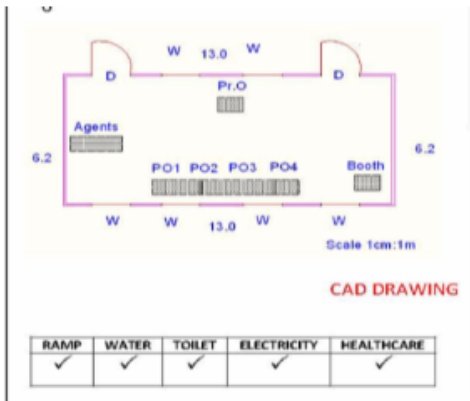 W 13.0 W
D D
Pr.O
Agents
6.2 6.2
PO1 PO2 PO3 PO4 Booth
W W 13.0 W W
Scale 1cm:1m
CAD DRAWING
RAMP WATER TOILET ELECTRICITY HEALTHCARE
✓ ✓ ✓ ✓ ✓